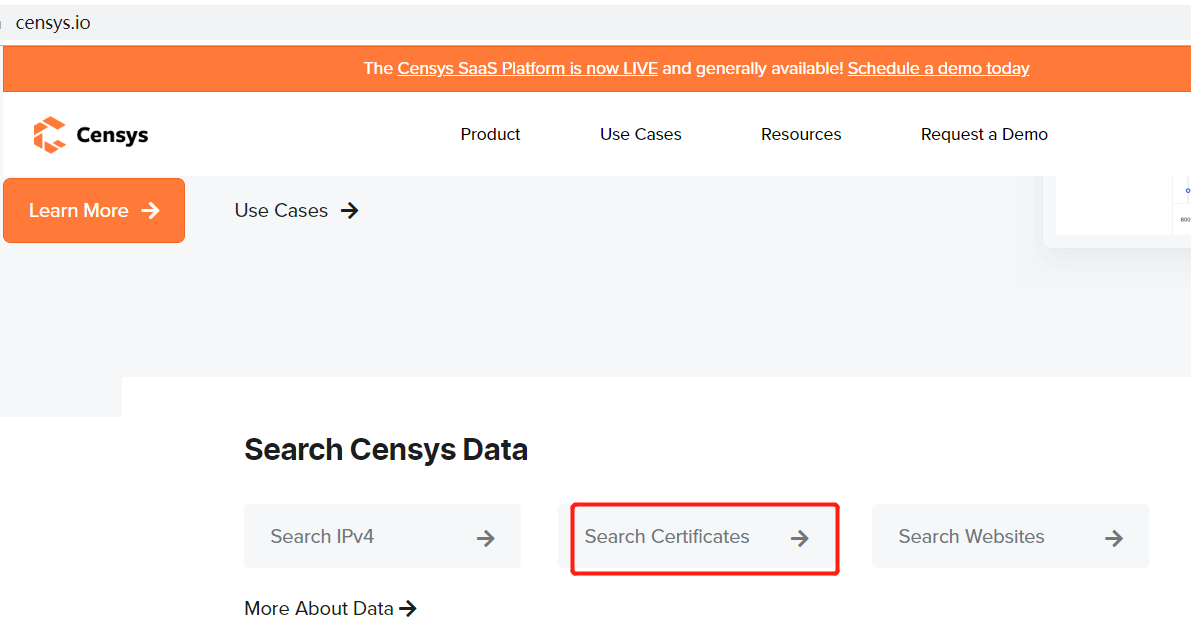 censys.io
The Censys SaaS Platform is now LIVE and generally available! Schedule a demo today
Censys Product Use Cases Resources Request a Demo
Learn More Use Cases
800
Search Censys Data
Search IPv4 Search Certificates Search Websites
More About Data